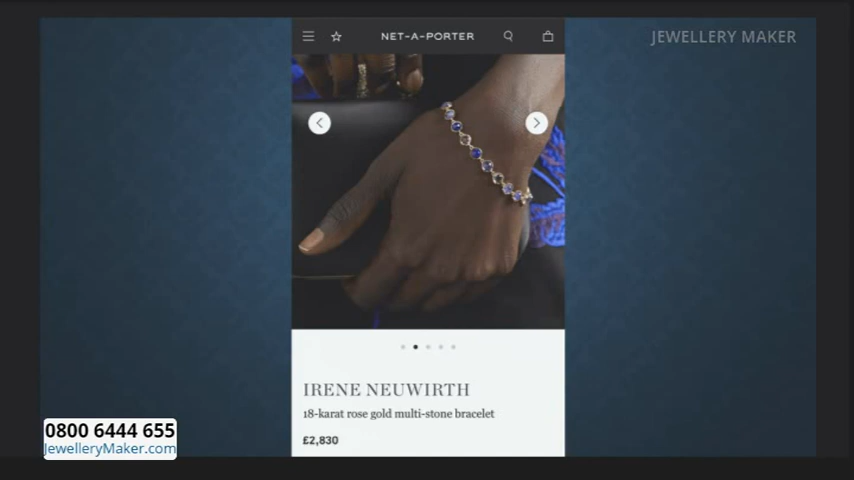 NET-A-PORTER
JEWELLERY MAKER
IRENE NEUWIRTH
18-karat rose gold multi-stone bracelet
£2,830
0800 6444 655
JewelleryMaker.com